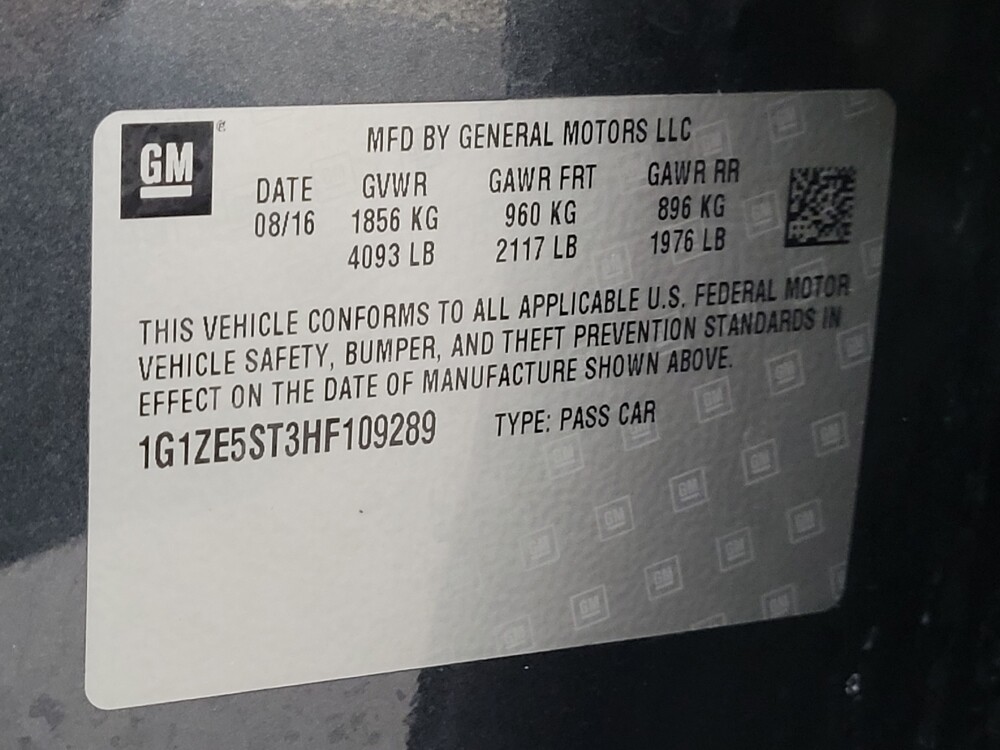 GM®
MFD BY GENERAL MOTORS LLC
DATE GVWR GAWR FRT GAWR RR
08/16 1856 KG 960 KG 896 KG
4093 LB 2117 LB 1976 LB
THIS VEHICLE CONFORMS TO ALL APPLICABLE U.S. FEDERAL MOTOR
VEHICLE SAFETY, BUMPER, AND THEFT PREVENTION STANDARDS IN
EFFECT ON THE DATE OF MANUFACTURE SHOWN ABOVE.
1G1ZE5ST3HF109289 TYPE: PASS CAR